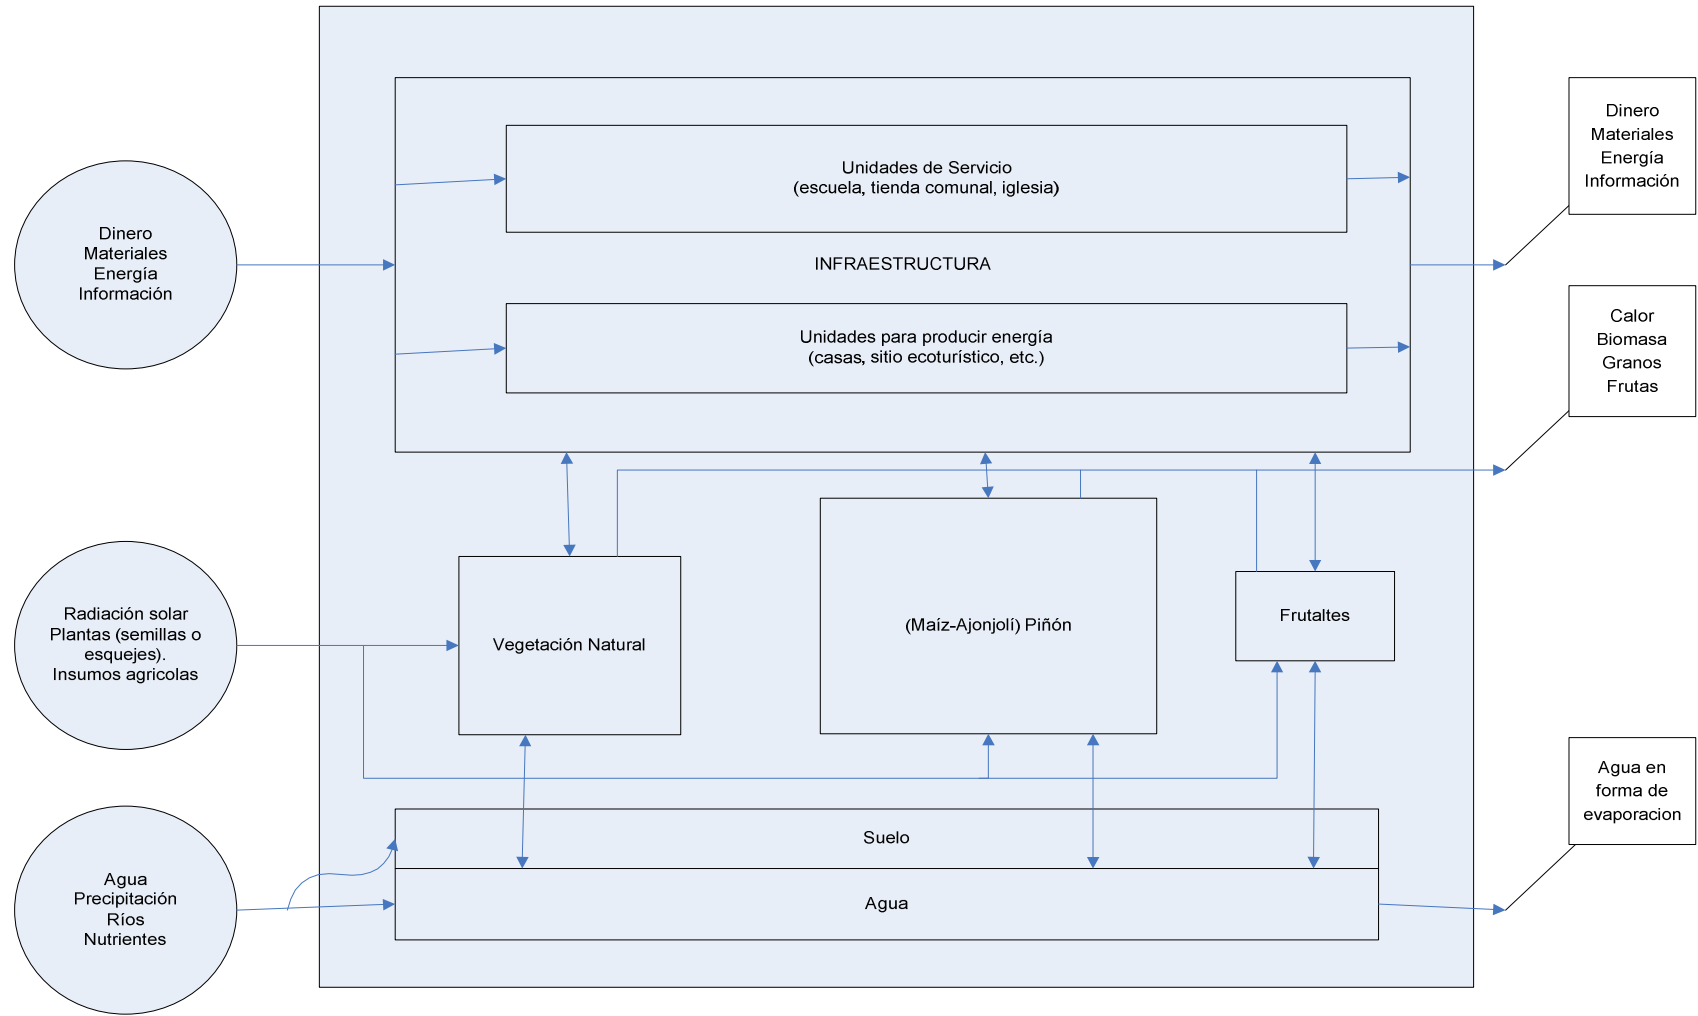 Dinero
Materiales
Energía
Información
Radiación solar
Plantas (semillas o
esquejes).
Insumos agricolas
Agua
Precipitación
Ríos
Nutrientes
Unidades de Servicio
(escuela, tienda comunal, iglesia)
INFRAESTRUCTURA
Unidades para producir energía
(casas, sitio ecoturístico, etc.)
Vegetación Natural
(Maíz-Ajonjolí) Piñón
Frutaltes
Suelo
Agua
Dinero
Materiales
Energía
Información
Calor
Biomasa
Granos
Frutas
Agua en
forma de
evaporacion